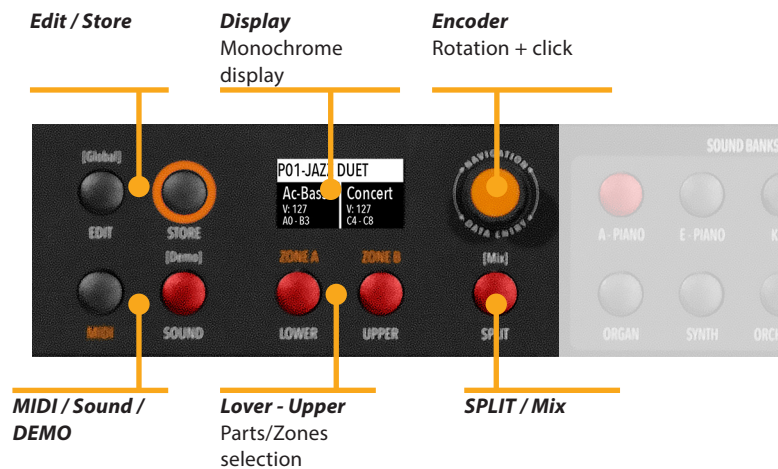 Edit / Store
Display
Monochrome
display
Encoder
Rotation + click
[Global]
EDIT
STORE
P01-JAZZ DUET
Ac-Bass
V: 127
A0 - B3
Concert
V: 127
C4 - C8
NAVIGATION
DATA ENTRY
SOUND BANKS
A - PIANO
E - PIANO
K
MIDI
[Demo]
SOUND
ZONE A
LOWER
ZONE B
UPPER
[Mix]
SPLIT
ORGAN
SYNTH
ORCH
MIDI / Sound /
DEMO
Lover - Upper
Parts/Zones
selection
SPLIT / Mix